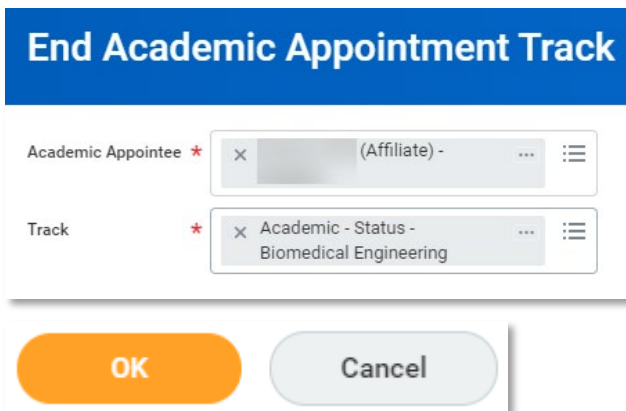 End Academic Appointment Track
Academic Appointee *
× (Affiliate) - ...
Track *
× Academic - Status - ...
Biomedical Engineering
OK
Cancel